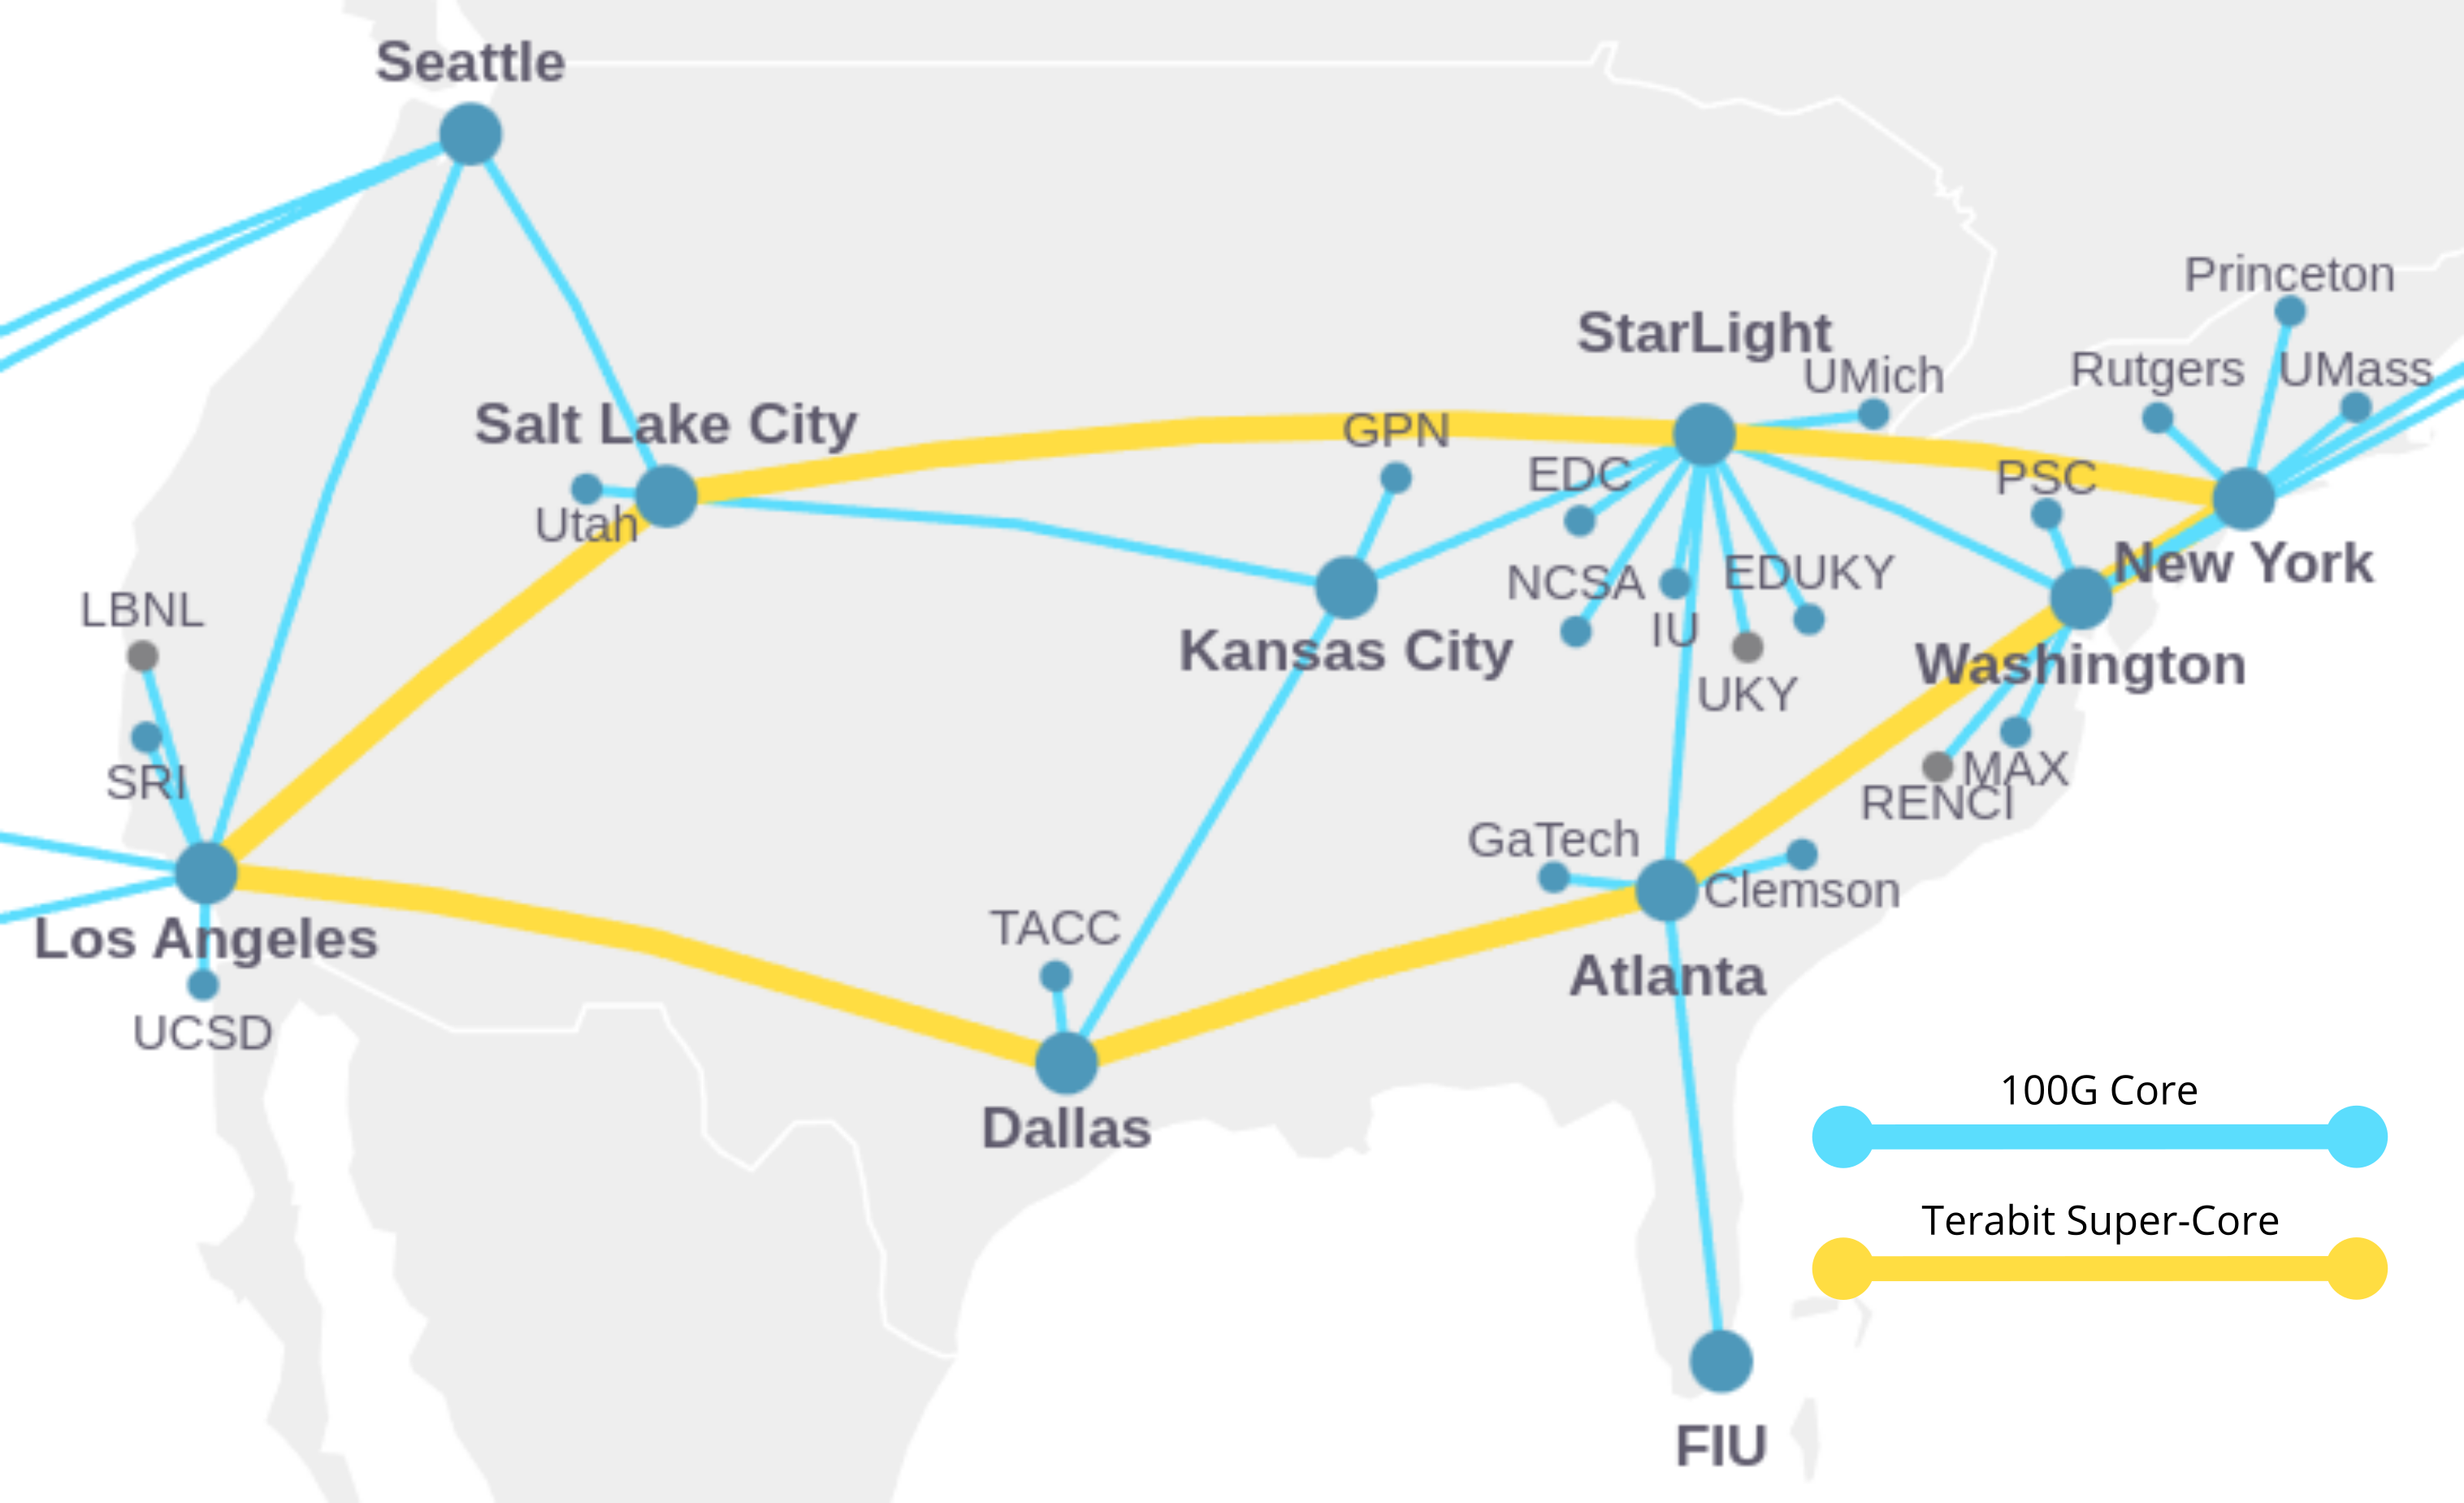 Seattle
Princeton
StarLight
UMich
Rutgers
UMass
Salt Lake City
GPN
EDC
PSC
Utah
New York
LBNL
NCSA
EDUKY
IU
Kansas City
Washington
UKY
SRI
MAX
RENCI
GaTech
Clemson
TACC
Los Angeles
Atlanta
UCSD
Dallas
100G Core
Terabit Super-Core
FIU